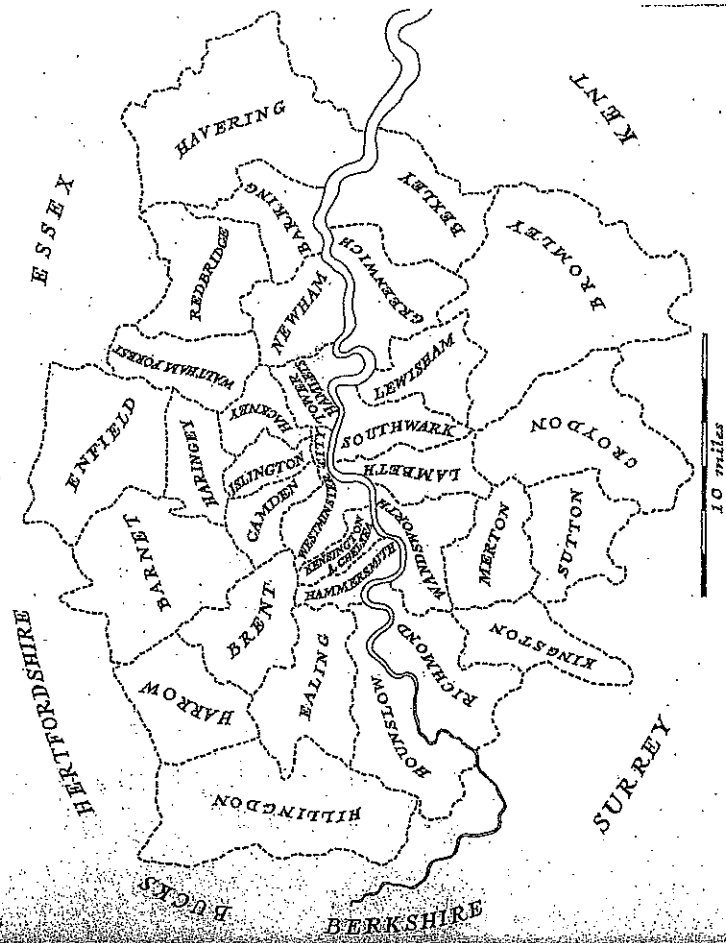 KENT
HAVERING
ESSEX
BEXLEY
BARKING
BROMLEY
REDBRIDGE
GREENWICH
NEWHAM
WALTHAM FOREST
TOWER
HAMLETS
LEWISHAM
ENFIELD
HACKNEY
HARINGEY
CITY
SOUTHWARK
CROYDON
ISLINGTON
LAMBETH
10 miles
CAMDEN
WESTMINSTER
BARNET
KENSINGTON
& CHELSEA
WANDSWORTH
MERTON
SUTTON
HAMMERSMITH
BRENT
KINGSTON
RICHMOND
EALING
HARROW
HOUNSLOW
HERTFORDSHIRE
SURREY
HILLINGDON
BUCKS
BERKSHIRE